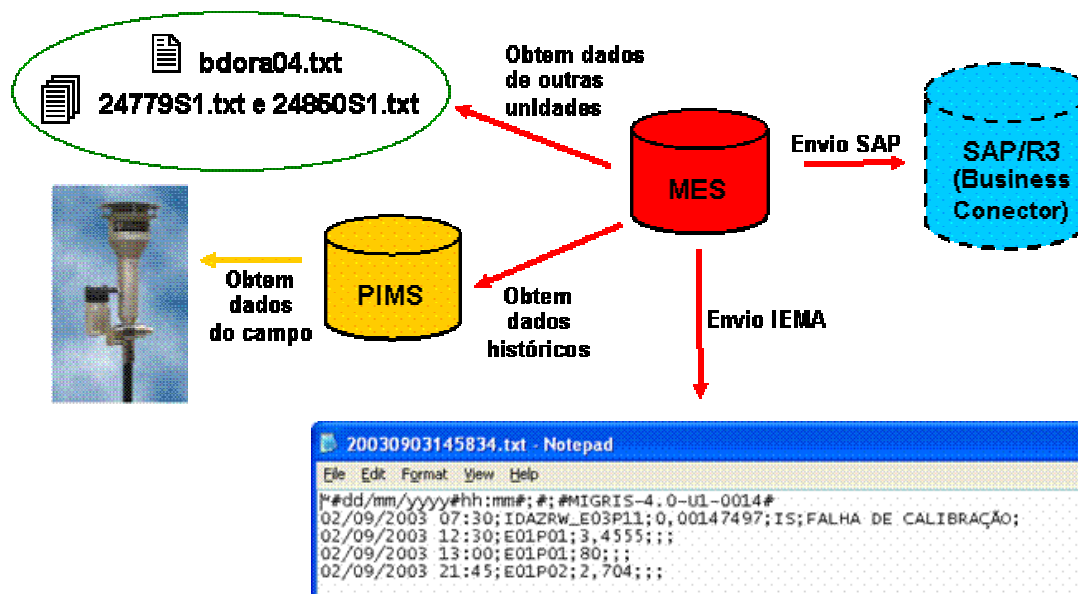 bdora04.txt
24779S1.txt e 24850S1.txt
Obtem dados
de outras
unidades
MES
Envio SAP
SAP/R3
(Business
Conector)
PIMS
Obtem
dados
do campo
Obtem
dados
históricos
Envio IEMA
20030903145834.txt - Notepad
File Edit Format View Help
"#dd/mm/yyyy#hh:mm#;#;#MIGRIS-4.0-U1-0014#
02/09/2003 07:30;IDAZRW_E03P11;0,00147497;IS;FALHA DE CALIBRAÇÃO;
02/09/2003 12:30;E01P01;3,4555;;;
02/09/2003 13:00;E01P01;80;;;
02/09/2003 21:45;E01P02;2,704;;;